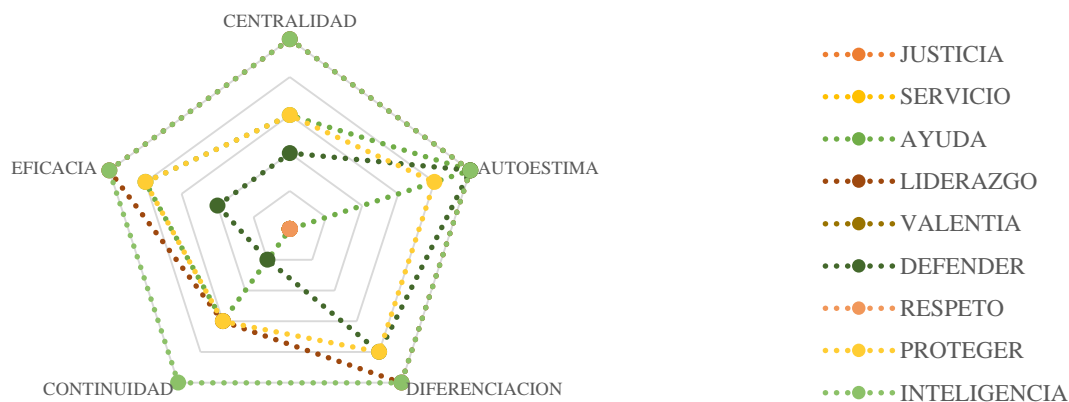 CENTRALIDAD
AUTOESTIMA
DIFERENCIACION
CONTINUIDAD
EFICACIA
JUSTICIA
SERVICIO
AYUDA
LIDERAZGO
VALENTIA
DEFENDER
RESPETO
PROTEGER
INTELIGENCIA